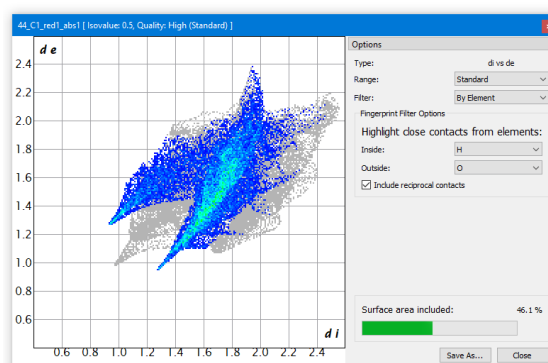 44_C1_red1_abs1 [ Isovalue: 0.5, Quality: High (Standard) ]
Options
d e
Type: di vs de
Range: Standard
Filter: By Element
Fingerprint Filter Options
Highlight close contacts from elements:
Inside: H
Outside: O
Include reciprocal contacts
2.4
2.2
2.0
1.8
1.6
1.4
1.2
1.0
0.8
0.6
Surface area included: 46.1 %
d i
0.6 0.8 1.0 1.2 1.4 1.6 1.8 2.0 2.2 2.4
Save As... Close